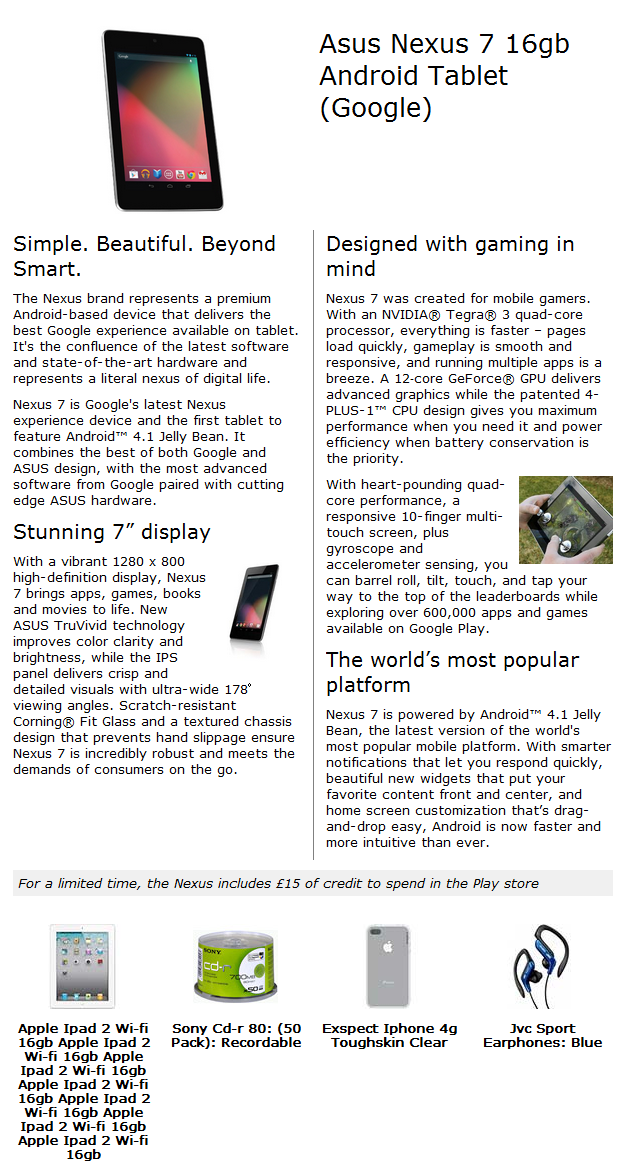 Asus Nexus 7 16gb
Android Tablet
(Google)
Simple. Beautiful. Beyond
Smart.
The Nexus brand represents a premium
Android-based device that delivers the
best Google experience available on tablet.
It's the confluence of the latest software
and state-of-the-art hardware and
represents a literal nexus of digital life.
Nexus 7 is Google's latest Nexus
experience device and the first tablet to
feature Android™ 4.1 Jelly Bean. It
combines the best of both Google and
ASUS design, with the most advanced
software from Google paired with cutting
edge ASUS hardware.
Stunning 7” display
With a vibrant 1280 x 800
high-definition display, Nexus
7 brings apps, games, books
and movies to life. New
ASUS TruVivid technology
improves color clarity and
brightness, while the IPS
panel delivers crisp and
detailed visuals with ultra-wide 178˚
viewing angles. Scratch-resistant
Corning® Fit Glass and a textured chassis
design that prevents hand slippage ensure
Nexus 7 is incredibly robust and meets the
demands of consumers on the go.
Designed with gaming in
mind
Nexus 7 was created for mobile gamers.
With an NVIDIA® Tegra® 3 quad-core
processor, everything is faster – pages
load quickly, gameplay is smooth and
responsive, and running multiple apps is a
breeze. A 12-core GeForce® GPU delivers
advanced graphics while the patented 4-
PLUS-1™ CPU design gives you maximum
performance when you need it and power
efficiency when battery conservation is
the priority.
With heart-pounding quad-
core performance, a
responsive 10-finger multi-
touch screen, plus
gyroscope and
accelerometer sensing, you
can barrel roll, tilt, touch, and tap your
way to the top of the leaderboards while
exploring over 600,000 apps and games
available on Google Play.
The world’s most popular
platform
Nexus 7 is powered by Android™ 4.1 Jelly
Bean, the latest version of the world's
most popular mobile platform. With smarter
notifications that let you respond quickly,
beautiful new widgets that put your
favorite content front and center, and
home screen customization that’s drag-
and-drop easy, Android is now faster and
more intuitive than ever.
For a limited time, the Nexus includes £15 of credit to spend in the Play store
SONY
cd-r
700MB
50
iPhone
Apple Ipad 2 Wi-fi
16gb Apple Ipad 2
Wi-fi 16gb Apple
Ipad 2 Wi-fi 16gb
Apple Ipad 2 Wi-fi
16gb Apple Ipad 2
Wi-fi 16gb Apple
Ipad 2 Wi-fi 16gb
Apple Ipad 2 Wi-fi
16gb
Sony Cd-r 80: (50
Pack): Recordable
Exspect Iphone 4g
Toughskin Clear
Jvc Sport
Earphones: Blue